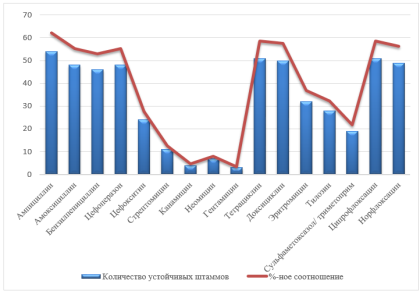 70
60
50
40
30
20
10
0
Ампициллин
Амоксициллин
Бензилпенициллин
Цефоперазон
Цефокситин
Стрептомицин
Канамицин
Неомицин
Гентамицин
Тетрациклин
Доксициклин
Эритромицин
Тилозин
Сульфаметоксазол/ триметоприм
Ципрофлоксацин
Норфлоксацин
Количество устойчивых штаммов
%-ное соотношение